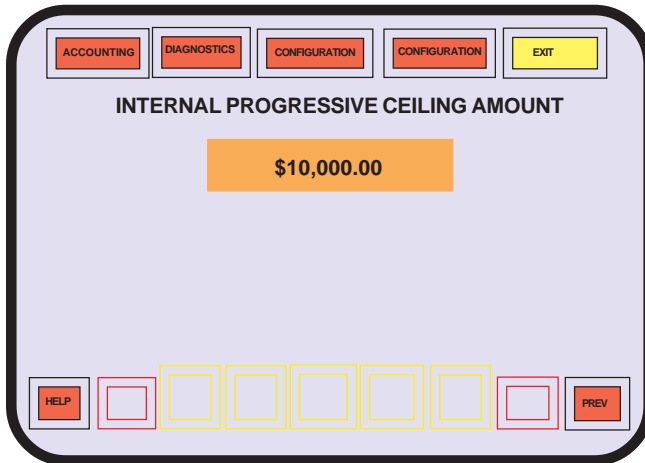 ACCOUNTING DIAGNOSTICS CONFIGURATION CONFIGURATION EXIT
INTERNAL PROGRESSIVE CEILING AMOUNT
$10,000.00
HELP PREV